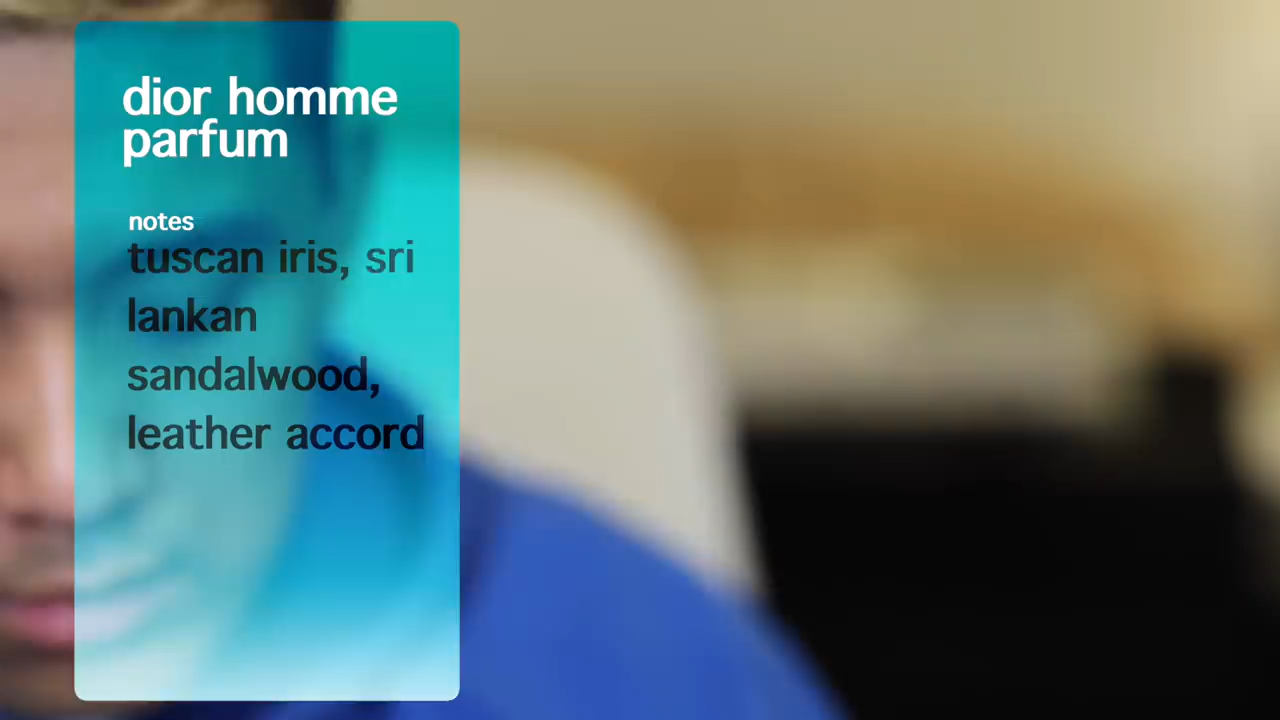 dior homme
parfum
notes
tuscan iris, sri
lankan
sandalwood,
leather accord